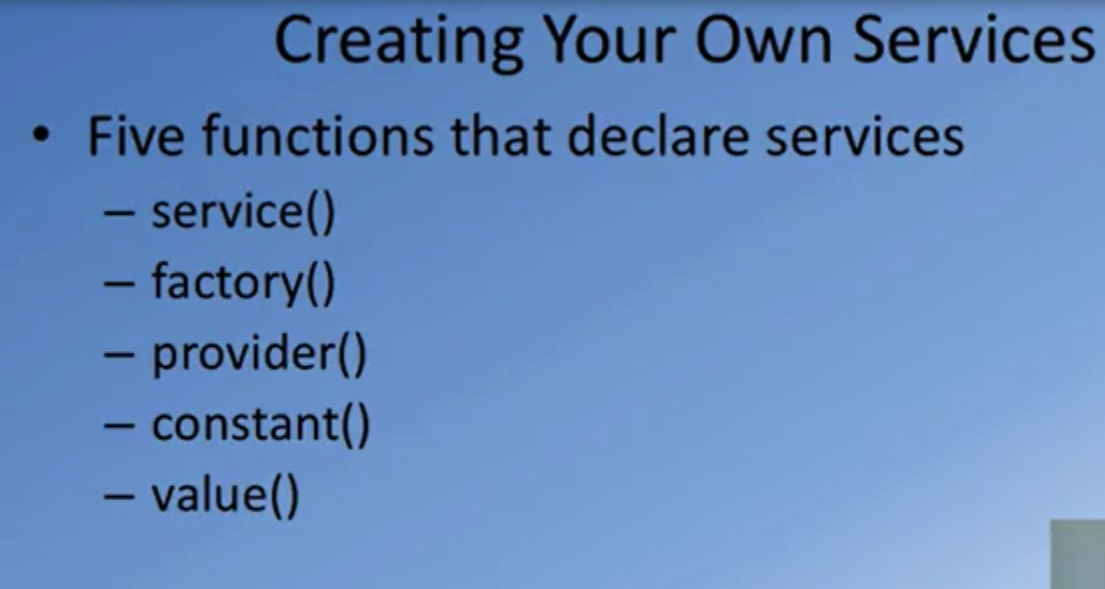 Creating Your Own Services
• Five functions that declare services
– service()
– factory()
– provider()
– constant()
– value()